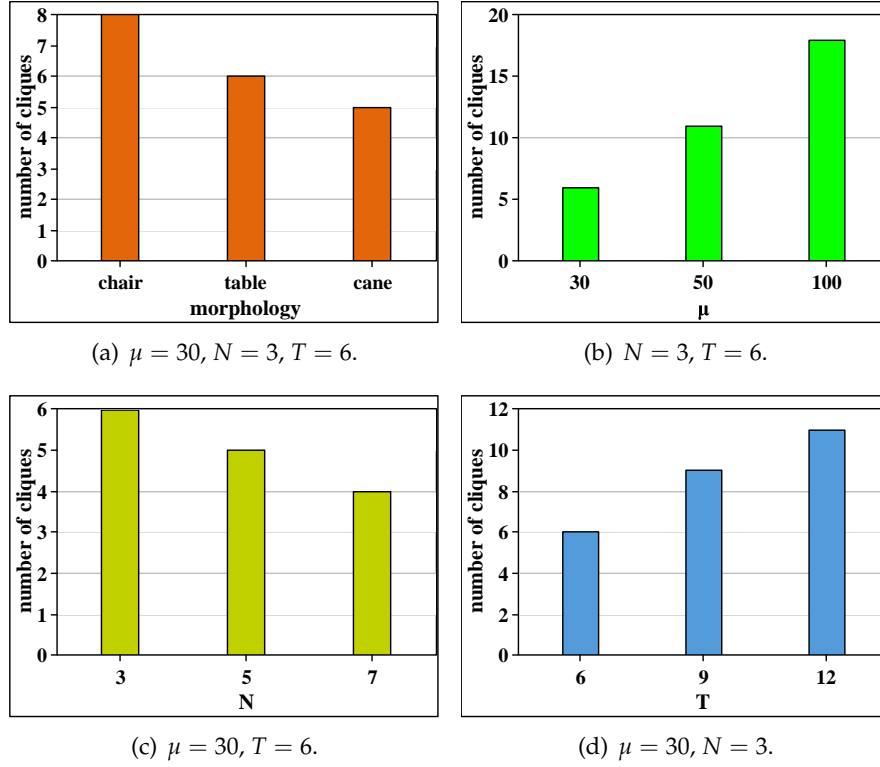 number of cliques
8
7
6
5
4
3
2
1
0
chair table cane
morphology
(a) μ = 30, N = 3, T = 6.
number of cliques
20
15
10
5
0
30 50 100
μ
(b) N = 3, T = 6.
number of cliques
6
5
4
3
2
1
0
3 5 7
N
(c) μ = 30, T = 6.
number of cliques
12
10
8
6
4
2
0
6 9 12
T
(d) μ = 30, N = 3.